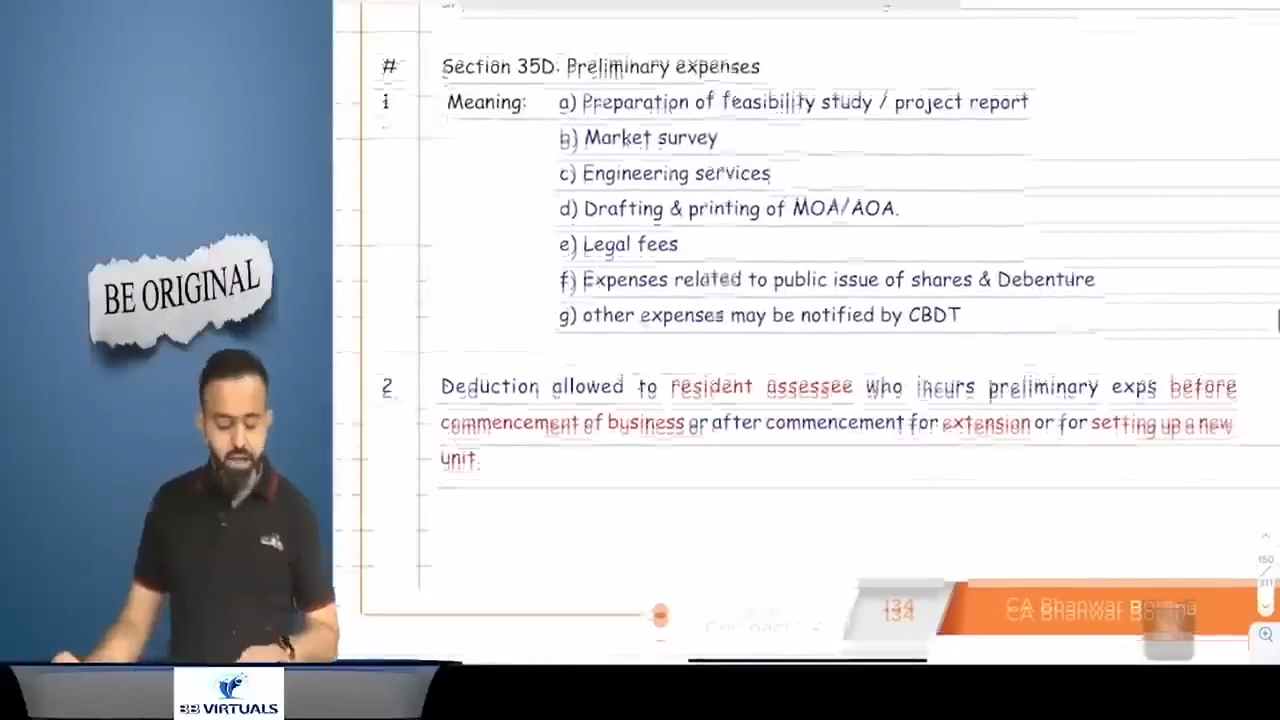 BE ORIGINAL
# Section 35D. Preliminary expenses
1 Meaning: a) Preparation of feasibility study / project report
b) Market survey
c) Engineering services
d) Drafting & printing of MOA/AOA.
e) Legal fees
f) Expenses related to public issue of shares & Debenture
g) other expenses may be notified by CBDT
2. Deduction allowed to resident assessee who incurs preliminary exps before
commencement of business or after commencement for extension or for setting up a new
unit.
150
/
311
134
CA Bhanwar Borana
BB VIRTUALS